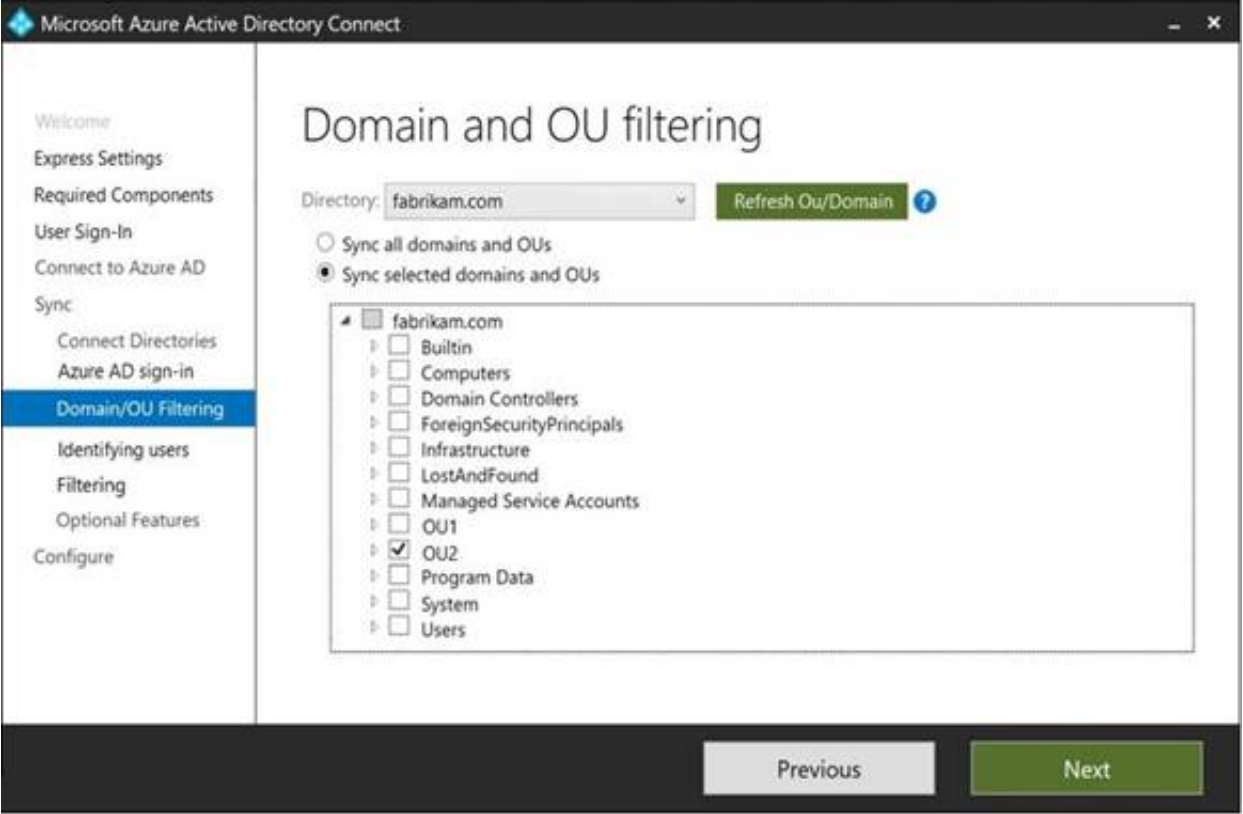 Microsoft Azure Active Directory Connect
Welcome
Express Settings
Required Components
User Sign-In
Connect to Azure AD
Sync
Connect Directories
Azure AD sign-in
Domain/OU Filtering
Identifying users
Filtering
Optional Features
Configure
Domain and OU filtering
Directory: fabrikam.com Refresh Ou/Domain ?
Sync all domains and OUs
Sync selected domains and OUs
fabrikam.com
Builtin
Computers
Domain Controllers
ForeignSecurityPrincipals
Infrastructure
LostAndFound
Managed Service Accounts
OU1
OU2
Program Data
System
Users
Previous Next